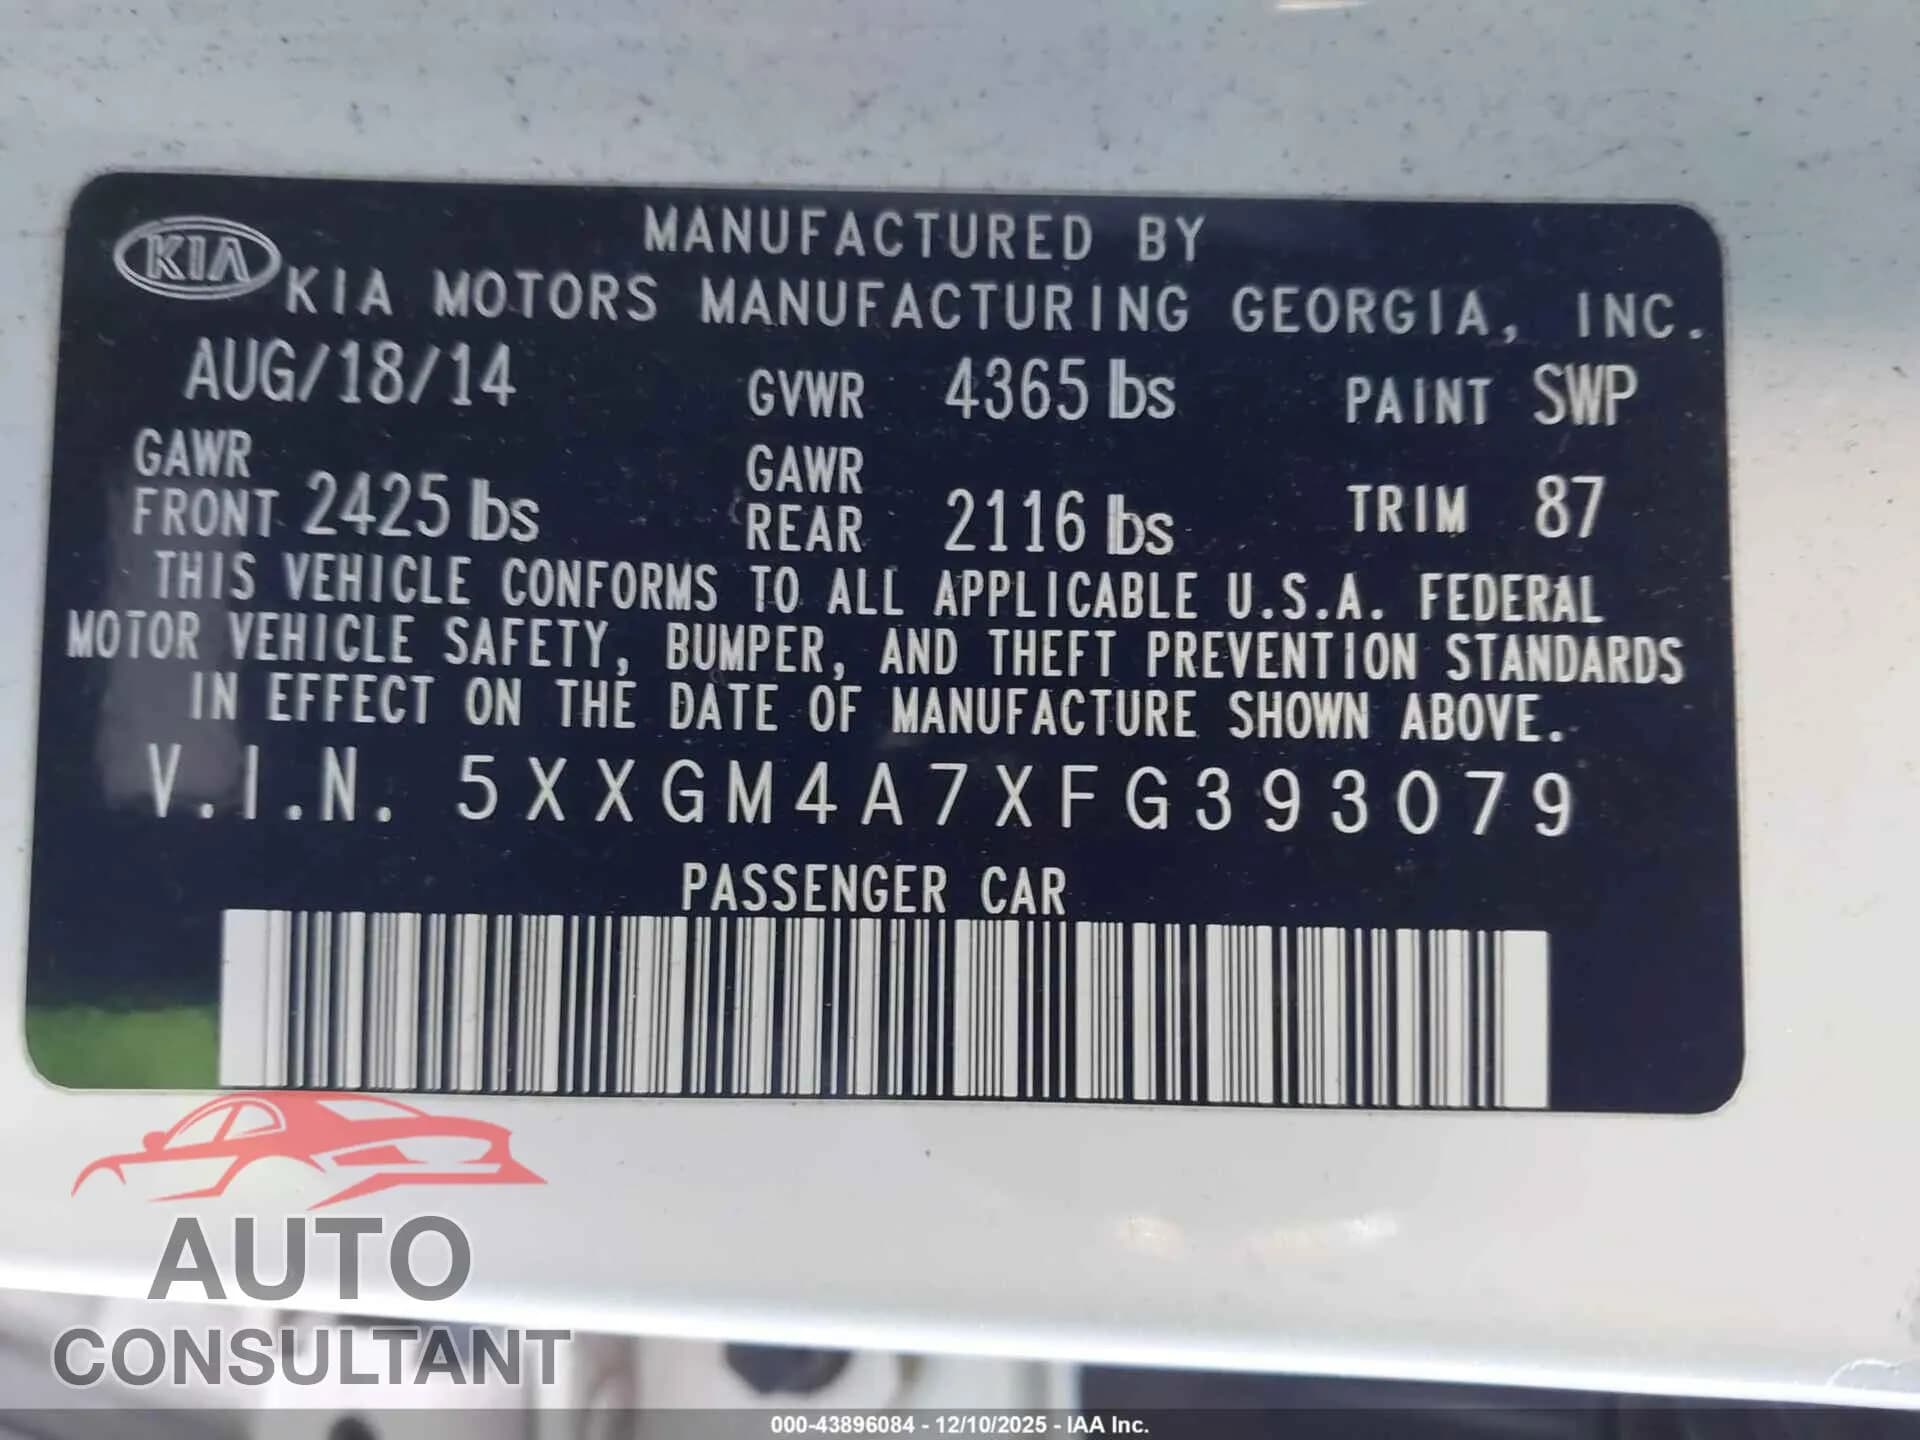 MANUFACTURED BY
KIA KIA MOTORS MANUFACTURING GEORGIA, INC.
AUG/18/14 GVWR 4365 lbs PAINT SWP
GAWR FRONT 2425 lbs GAWR REAR 2116 lbs TRIM 87
THIS VEHICLE CONFORMS TO ALL APPLICABLE U.S.A. FEDERAL
MOTOR VEHICLE SAFETY, BUMPER, AND THEFT PREVENTION STANDARDS
IN EFFECT ON THE DATE OF MANUFACTURE SHOWN ABOVE.
V.I.N. 5XXGM4A7XFG393079
PASSENGER CAR
AUTO
CONSULTANT
000-43896084 - 12/10/2025 - IAA Inc.